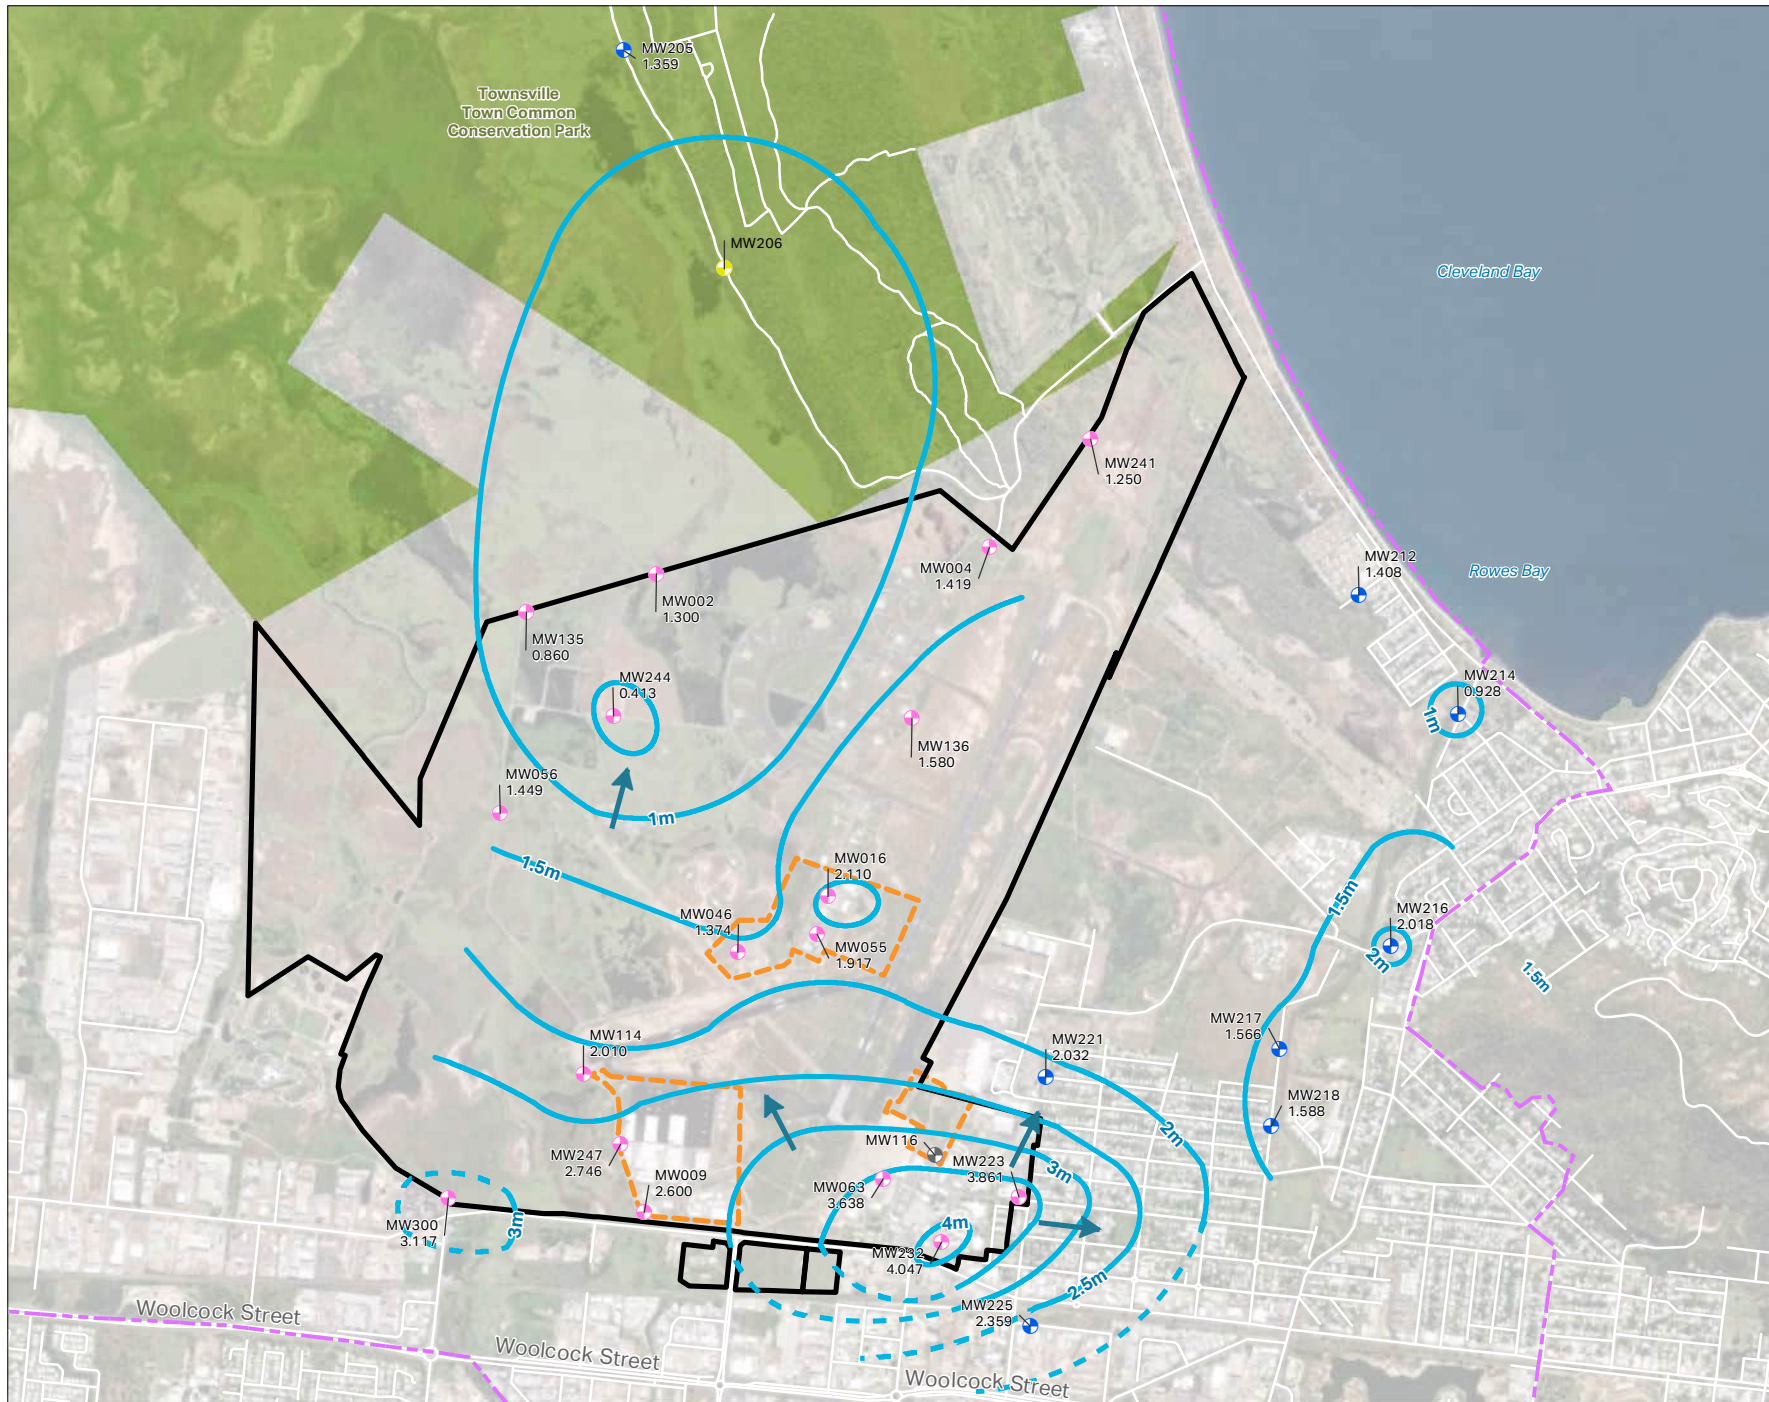 MW205
1.359
Townsville
Town Common
Conservation Park
MW206
Cleveland Bay
MW241
1.250
MW004
1.419
MW212
1.408
Rowes Bay
MW002
1.300
MW135
0.860
MW244
0.413
MW214
0.928
1m
MW136
1.580
MW056
1.449
1m
1.5m
MW016
2.110
MW046
1.374
MW055
1.917
1.5m
MW216
2.018
2m
1.5m
MW217
1.566
MW114
2.010
MW221
2.032
MW218
1.588
2m
MW116
MW247
2.746
MW009
2.600
MW223
3.861
3m
MW063
3.638
MW300
3.117
3m
4m
MW232
4.047
2.5m
MW225
2.359
Woolcock Street
Woolcock Street
Woolcock Street